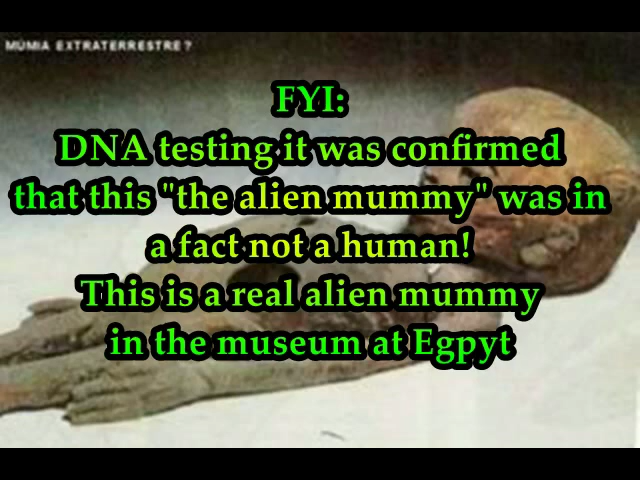 MUMIA EXTRATERRESTRE?
FYI:
DNA testing it was confirmed
that this "the alien mummy" was in
a fact not a human!
This is a real alien mummy
in the museum at Egpyt